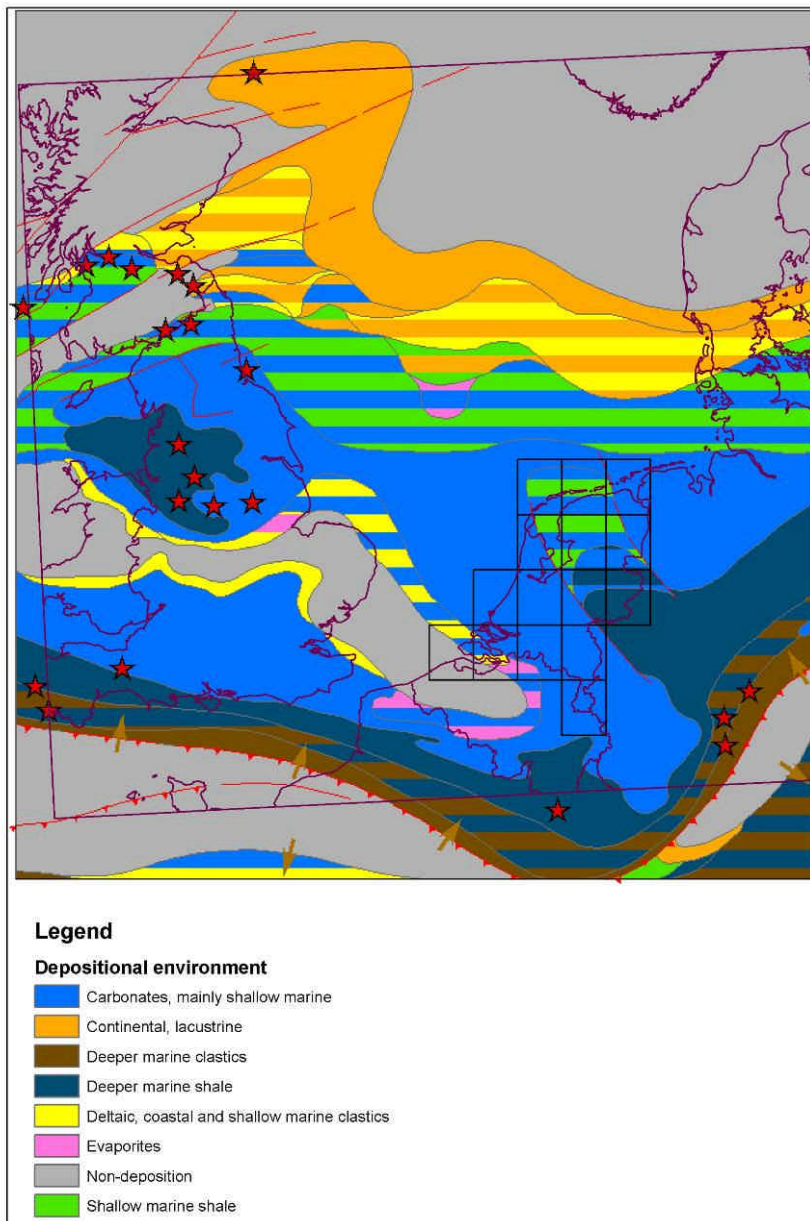 Legend
Depositional environment
Carbonates, mainly shallow marine
Continental, lacustrine
Deeper marine clastics
Deeper marine shale
Deltaic, coastal and shallow marine clastics
Evaporites
Non-deposition
Shallow marine shale